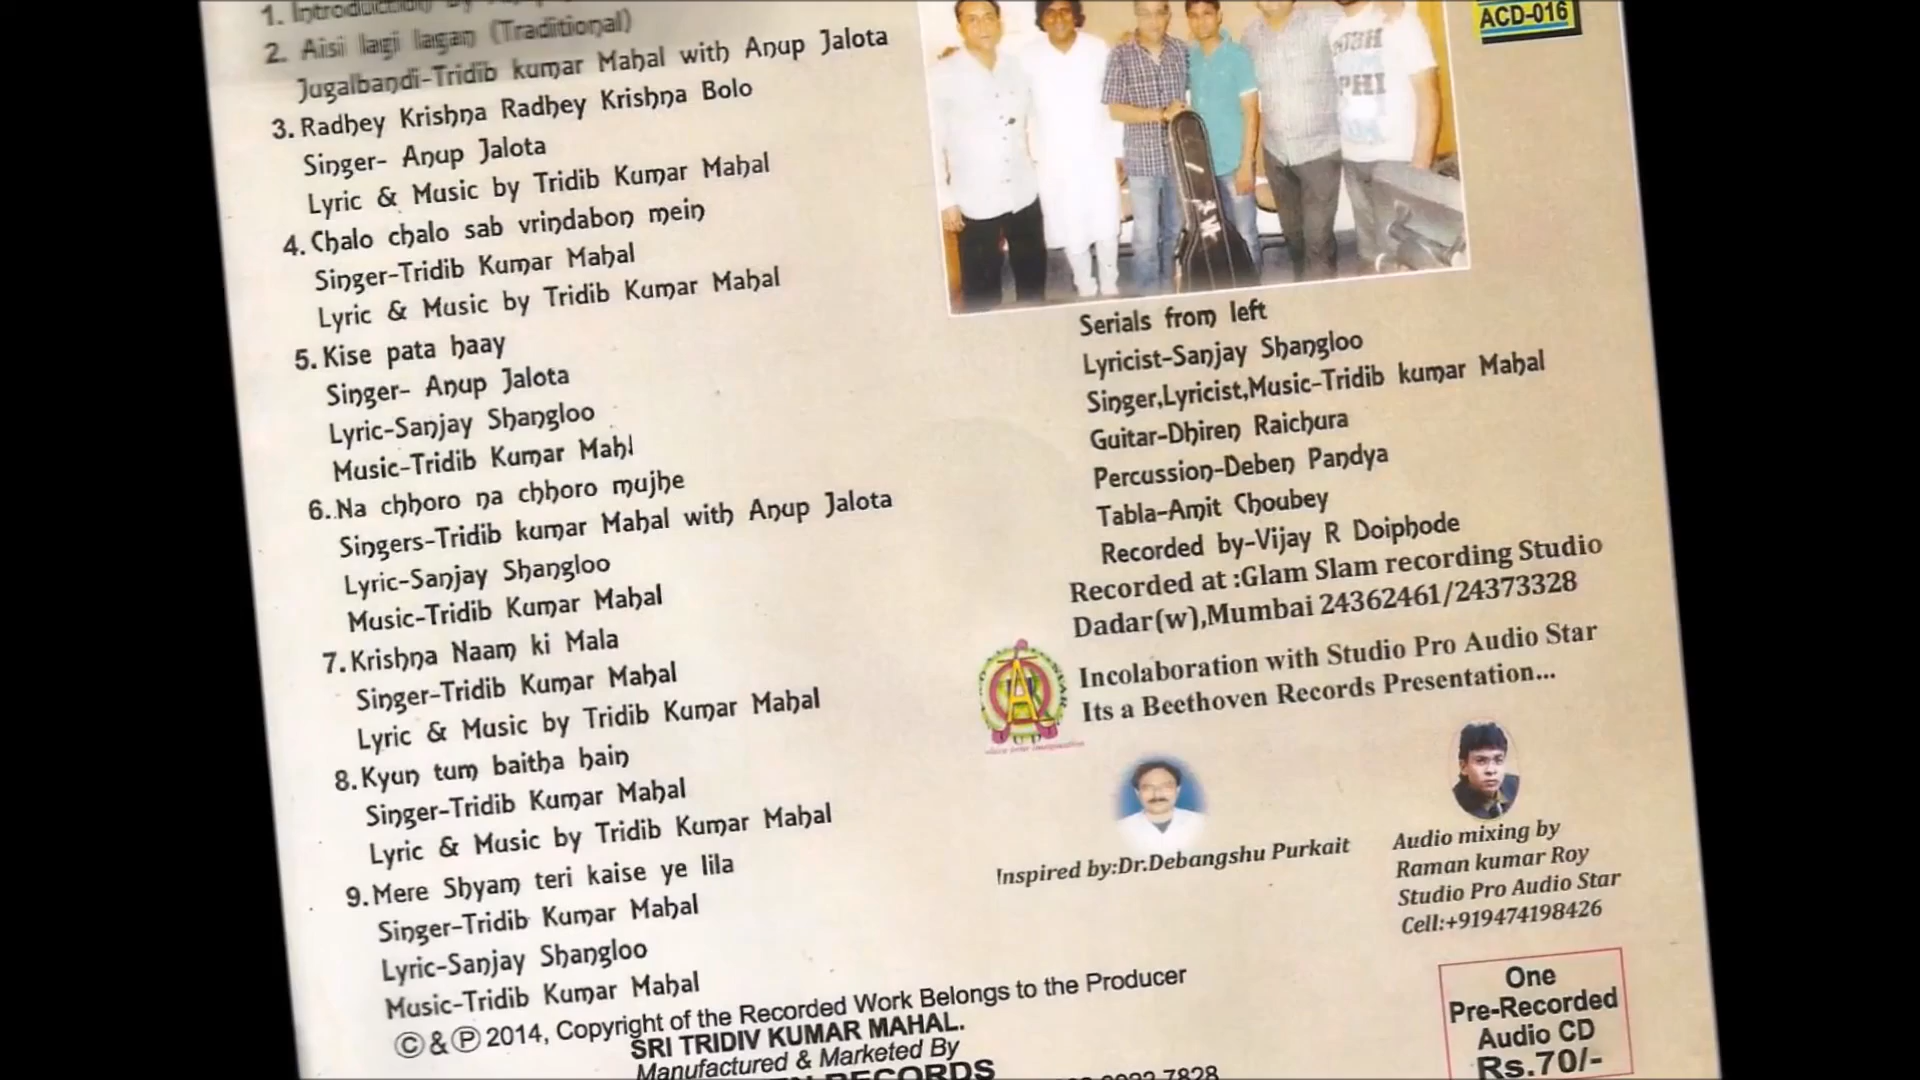 1. Introduction by
2. Aisi lagi lagan (Traditional)
Jugalbandi-Tridib kumar Mahal with Anup Jalota
3. Radhey Krishna Radhey Krishna Bolo
Singer- Anup Jalota
Lyric & Music by Tridib Kumar Mahal
4. Chalo chalo sab vrindabon mein
Singer-Tridib Kumar Mahal
Lyric & Music by Tridib Kumar Mahal
5. Kise pata haay
Singer- Anup Jalota
Lyric-Sanjay Shangloo
Music-Tridib Kumar Mahl
6. Na chhoro na chhoro mujhe
Singers-Tridib kumar Mahal with Anup Jalota
Lyric-Sanjay Shangloo
Music-Tridib Kumar Mahal
7. Krishna Naam ki Mala
Singer-Tridib Kumar Mahal
Lyric & Music by Tridib Kumar Mahal
8. Kyun tum baitha hain
Singer-Tridib Kumar Mahal
Lyric & Music by Tridib Kumar Mahal
9. Mere Shyam teri kaise ye lila
Singer-Tridib Kumar Mahal
Lyric-Sanjay Shangloo
Music-Tridib Kumar Mahal
© & ℗ 2014, Copyright of the Recorded Work Belongs to the Producer
SRI TRIDIV KUMAR MAHAL.
Manufactured & Marketed By
RECORDS
7828
ACD-016
Serials from left
Lyricist-Sanjay Shangloo
Singer,Lyricist,Music-Tridib kumar Mahal
Guitar-Dhiren Raichura
Percussion-Deben Pandya
Tabla-Amit Choubey
Recorded by-Vijay R Doiphode
Recorded at :Glam Slam recording Studio
Dadar(w),Mumbai 24362461/24373328
Incolaboration with Studio Pro Audio Star
Its a Beethoven Records Presentation...
Inspired by:Dr.Debangshu Purkait
Audio mixing by
Raman kumar Roy
Studio Pro Audio Star
Cell:+919474198426
One
Pre-Recorded
Audio CD
Rs.70/-